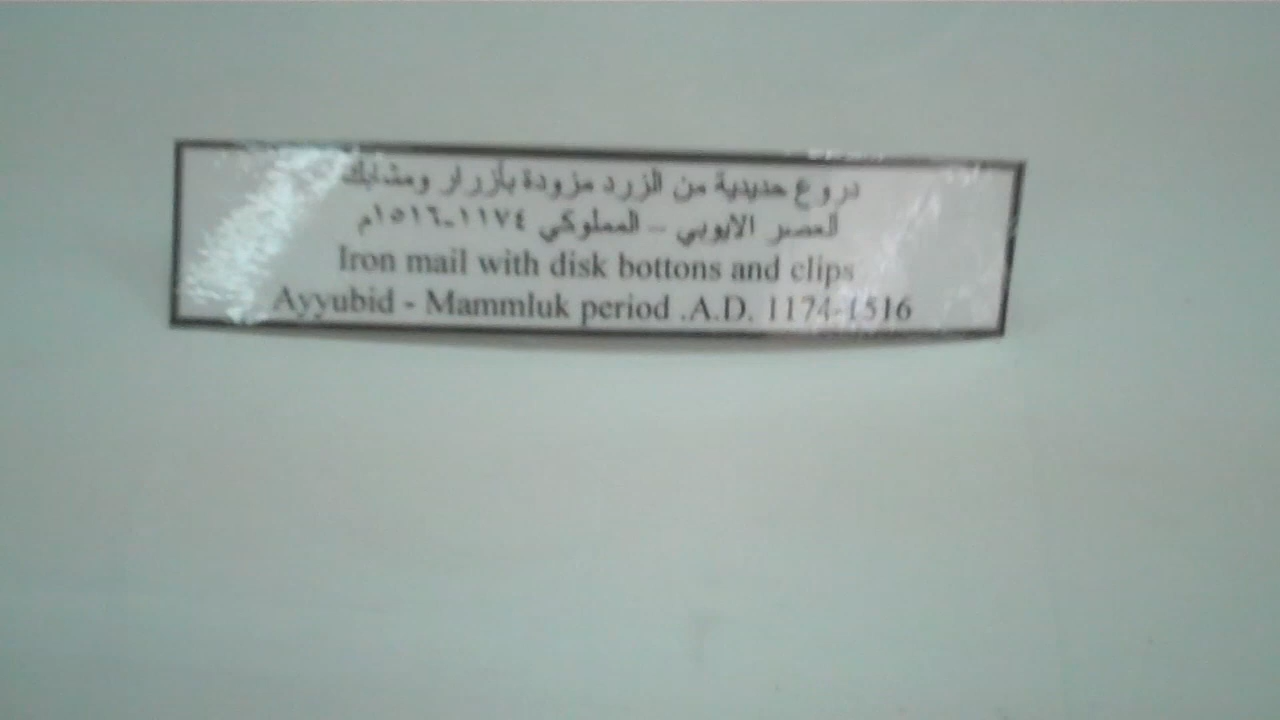 دروع حديدية من الزرد مزودة بأزرار ومشابك
العصر الايوبي - المملوكي ١١٧٤-١٥١٦م
Iron mail with disk bottons and clips
Ayyubid - Mammluk period .A.D. 1174-1516